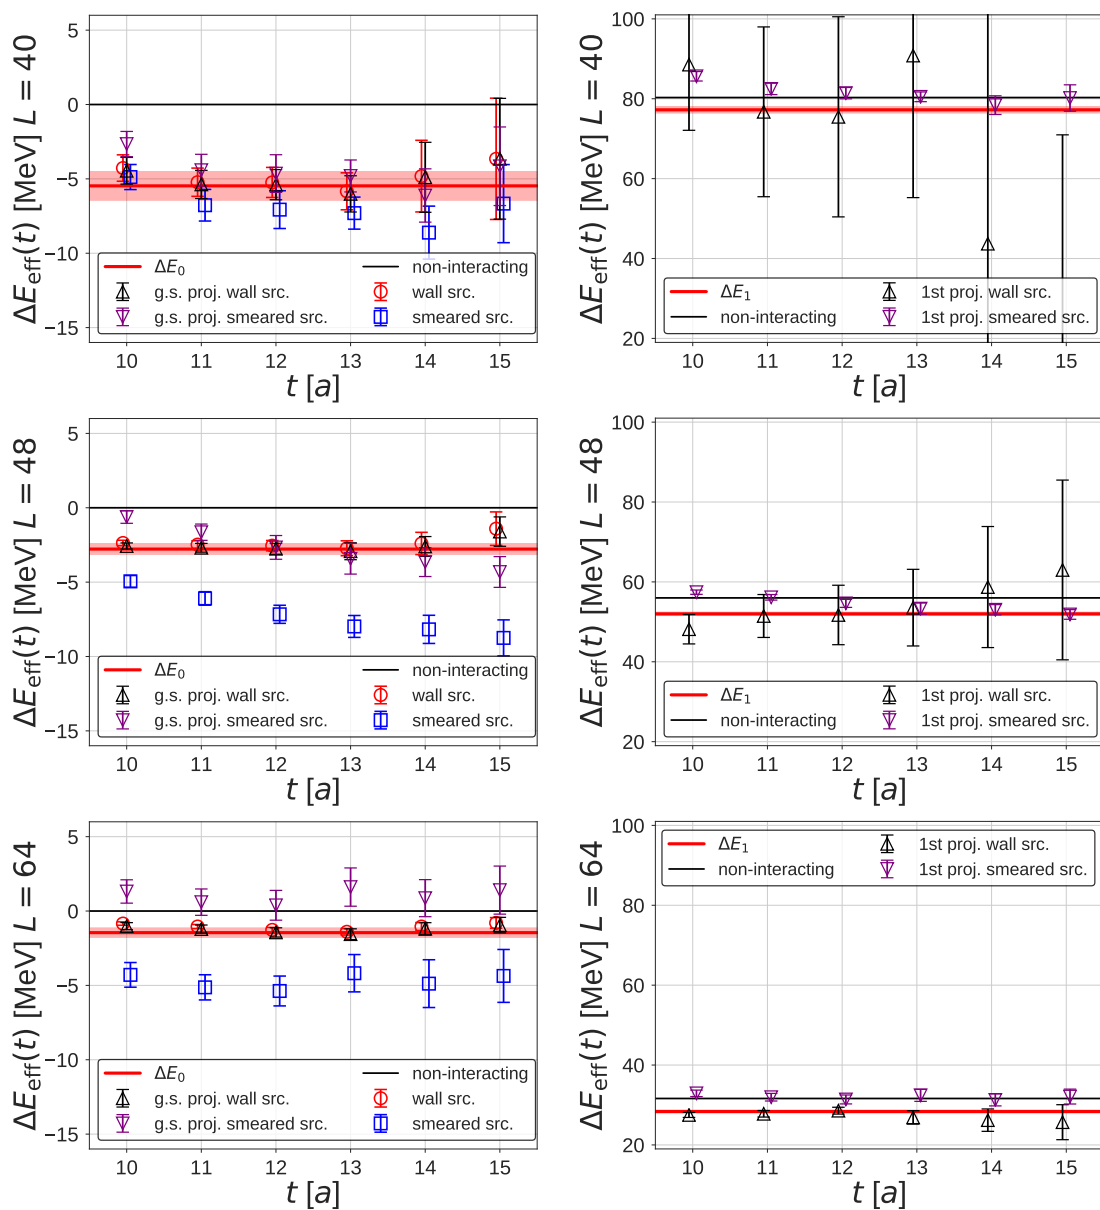 ΔE_eff(t) [MeV] L = 40
5
0
−5
−10
−15
ΔE₀
non-interacting
g.s. proj. wall src.
wall src.
g.s. proj. smeared src.
smeared src.
10 11 12 13 14 15
t [a]
ΔE_eff(t) [MeV] L = 40
100
80
60
40
20
ΔE₁
1st proj. wall src.
non-interacting
1st proj. smeared src.
10 11 12 13 14 15
t [a]
ΔE_eff(t) [MeV] L = 48
5
0
−5
−10
−15
ΔE₀
non-interacting
g.s. proj. wall src.
wall src.
g.s. proj. smeared src.
smeared src.
10 11 12 13 14 15
t [a]
ΔE_eff(t) [MeV] L = 48
100
80
60
40
20
ΔE₁
1st proj. wall src.
non-interacting
1st proj. smeared src.
10 11 12 13 14 15
t [a]
ΔE_eff(t) [MeV] L = 64
5
0
−5
−10
−15
ΔE₀
non-interacting
g.s. proj. wall src.
wall src.
g.s. proj. smeared src.
smeared src.
10 11 12 13 14 15
t [a]
ΔE_eff(t) [MeV] L = 64
100
80
60
40
20
ΔE₁
1st proj. wall src.
non-interacting
1st proj. smeared src.
10 11 12 13 14 15
t [a]